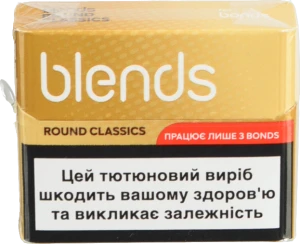 blends
ROUND CLASSICS
ПРАЦЮЄ ЛИШЕ З BONDS
Цей тютюновий виріб
шкодить вашому здоров'ю
та викликає залежність